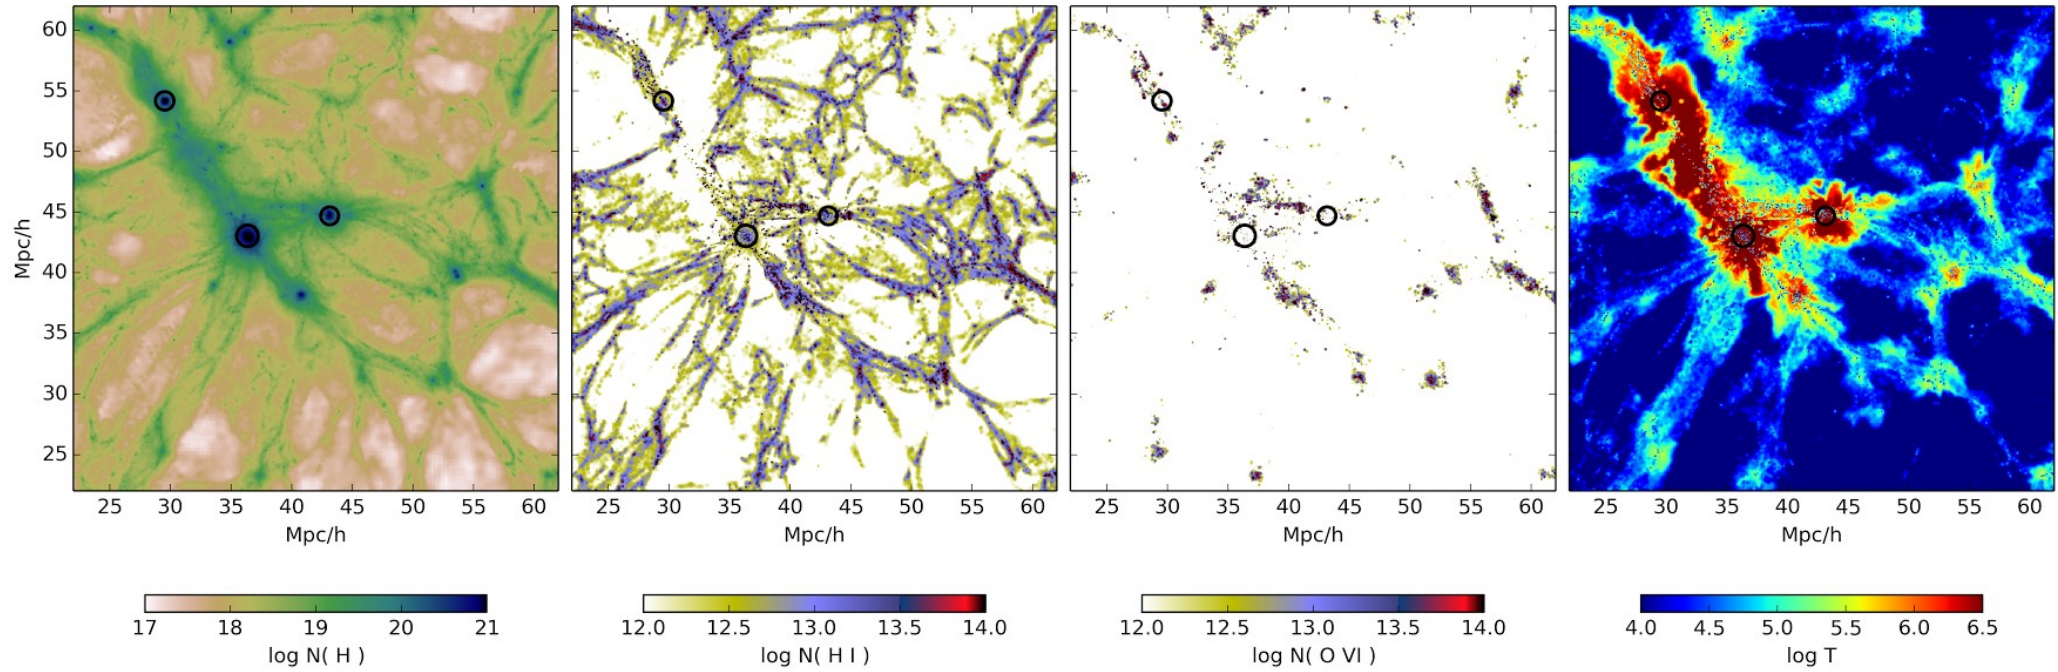 60
55
50
45
40
35
30
25
Mpc/h
25 30 35 40 45 50 55 60
Mpc/h
25 30 35 40 45 50 55 60
Mpc/h
25 30 35 40 45 50 55 60
Mpc/h
25 30 35 40 45 50 55 60
Mpc/h
17 18 19 20 21
log N( H )
12.0 12.5 13.0 13.5 14.0
log N( H I )
12.0 12.5 13.0 13.5 14.0
log N( O VI )
4.0 4.5 5.0 5.5 6.0 6.5
log T